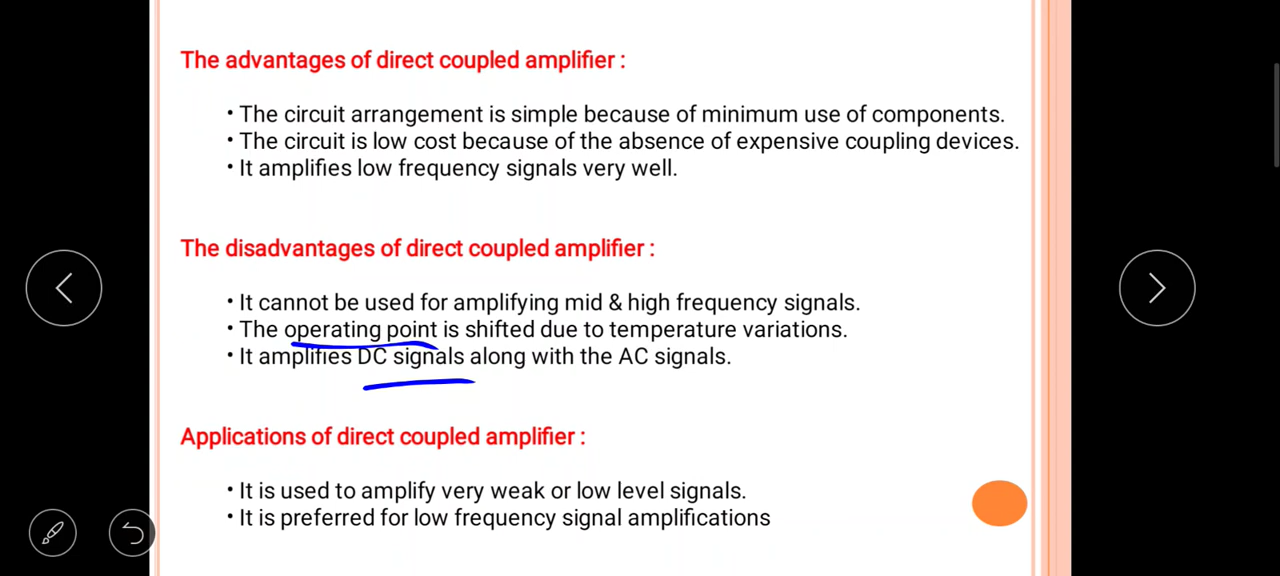 The advantages of direct coupled amplifier :
• The circuit arrangement is simple because of minimum use of components.
• The circuit is low cost because of the absence of expensive coupling devices.
• It amplifies low frequency signals very well.
The disadvantages of direct coupled amplifier :
• It cannot be used for amplifying mid & high frequency signals.
• The operating point is shifted due to temperature variations.
• It amplifies DC signals along with the AC signals.
Applications of direct coupled amplifier :
• It is used to amplify very weak or low level signals.
• It is preferred for low frequency signal amplifications